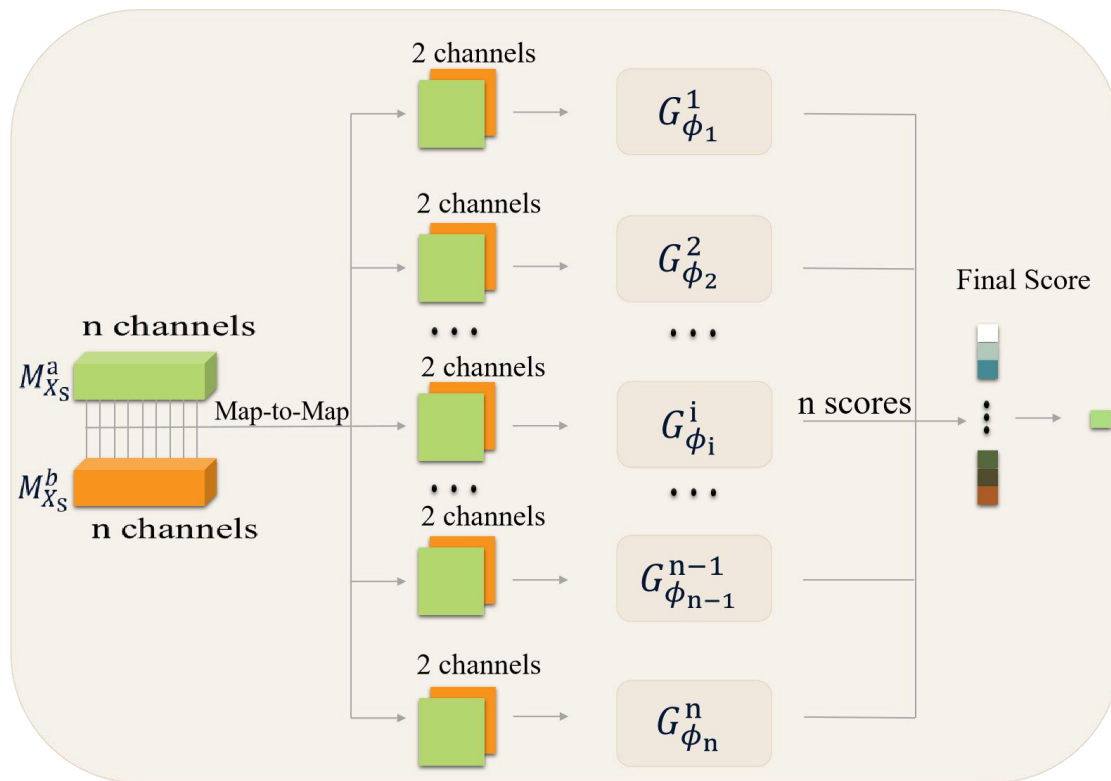 2 channels
G^1_{ϕ_1}
2 channels
G^2_{ϕ_2}
Final Score
• • •
• • •
n channels
M^a_{X_S}
2 channels
Map-to-Map
G^i_{ϕ_i}
n scores
M^b_{X_S}
n channels
• • •
• • •
2 channels
G^{n−1}_{ϕ_{n−1}}
2 channels
G^n_{ϕ_n}